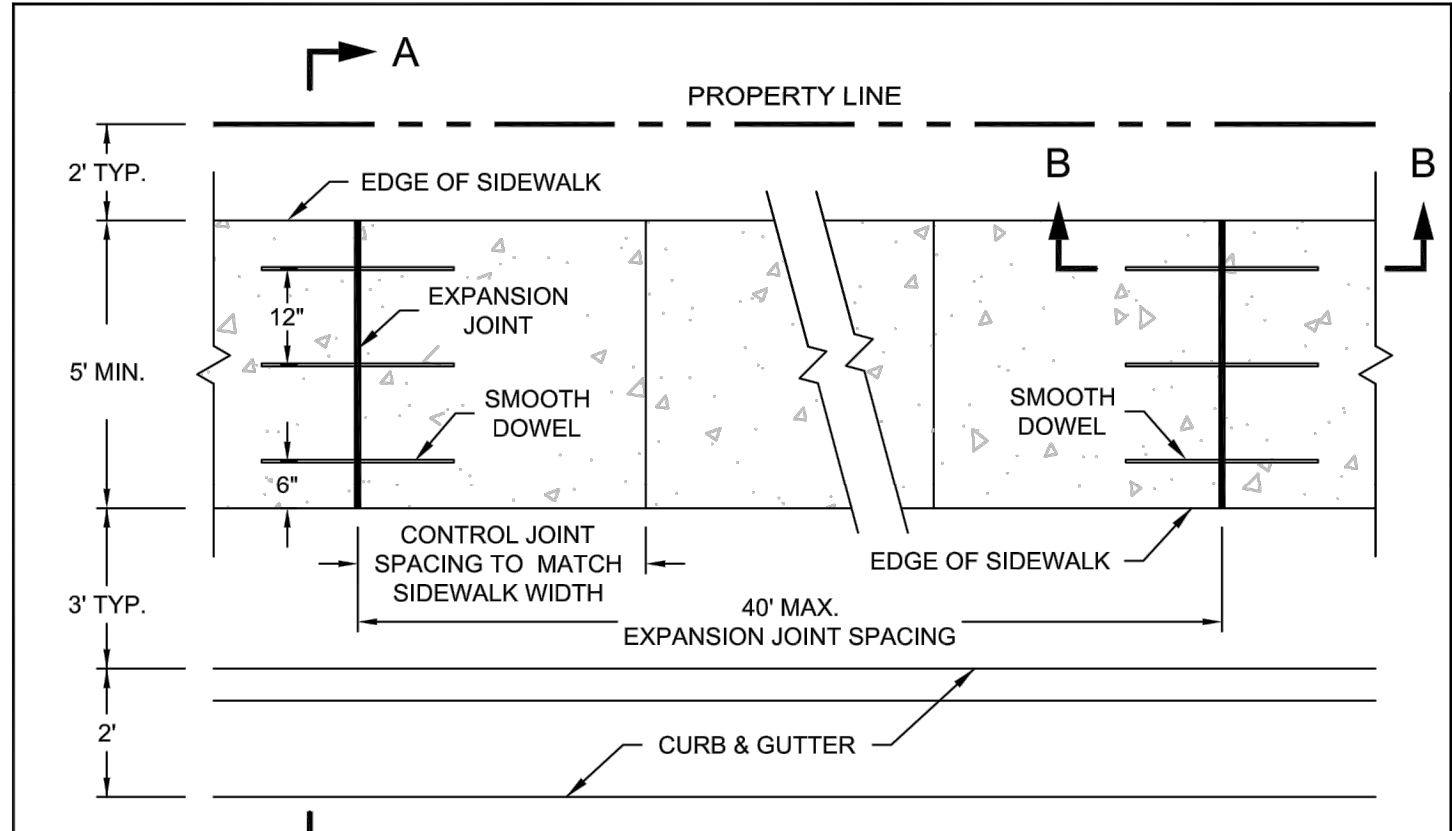 A
PROPERTY LINE
2' TYP.
B
B
EDGE OF SIDEWALK
12"
EXPANSION
JOINT
5' MIN.
SMOOTH
DOWEL
SMOOTH
DOWEL
6"
CONTROL JOINT
SPACING TO MATCH
SIDEWALK WIDTH
EDGE OF SIDEWALK
3' TYP.
40' MAX.
EXPANSION JOINT SPACING
2'
CURB & GUTTER